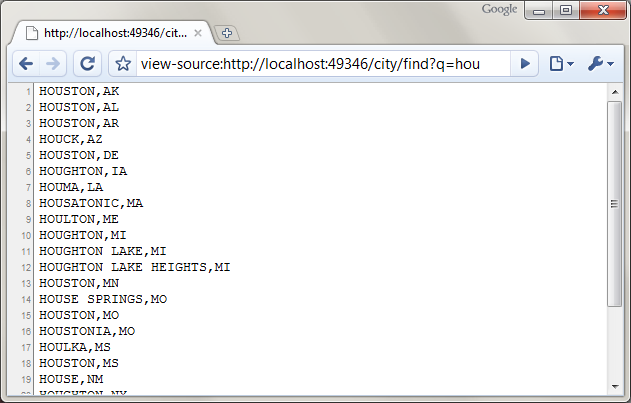 Google
http://localhost:49346/cit...
view-source:http://localhost:49346/city/find?q=hou
1 HOUSTON,AK
2 HOUSTON,AL
3 HOUSTON,AR
4 HOUCK,AZ
5 HOUSTON,DE
6 HOUGHTON,IA
7 HOUMA,LA
8 HOUSATONIC,MA
9 HOULTON,ME
10 HOUGHTON,MI
11 HOUGHTON LAKE,MI
12 HOUGHTON LAKE HEIGHTS,MI
13 HOUSTON,MN
14 HOUSE SPRINGS,MO
15 HOUSTON,MO
16 HOUSTONIA,MO
17 HOULKA,MS
18 HOUSTON,MS
19 HOUSE,NM
20 HOUGHTON,NY